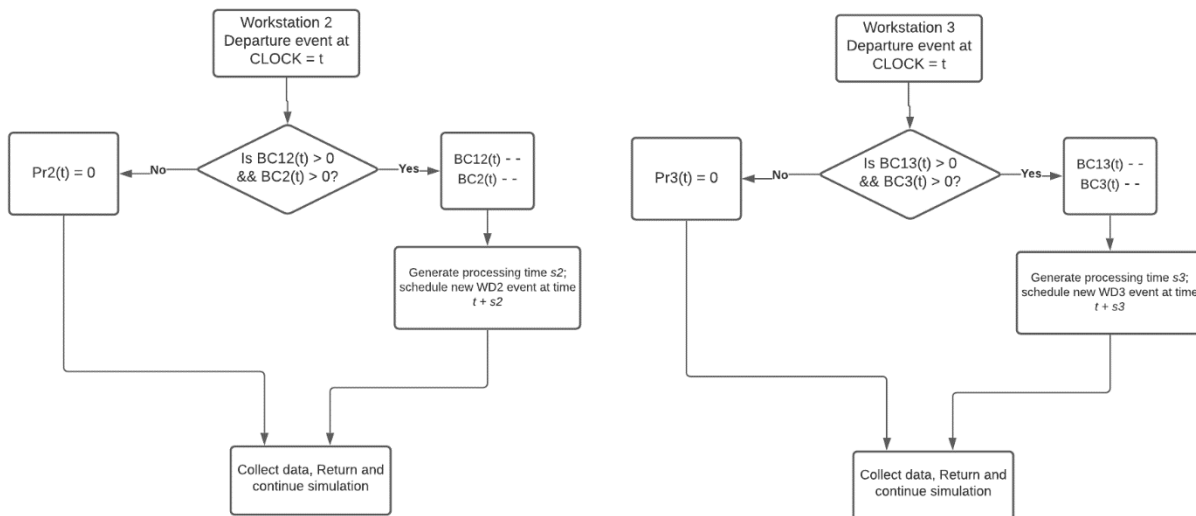 Workstation 2
Departure event at
CLOCK = t
Is BC12(t) > 0
&& BC2(t) > 0?
No
Yes
Pr2(t) = 0
BC12(t) - -
BC2(t) - -
Generate processing time s2;
schedule new WD2 event at time
t + s2
Collect data, Return and
continue simulation
Workstation 3
Departure event at
CLOCK = t
Is BC13(t) > 0
&& BC3(t) > 0?
No
Yes
Pr3(t) = 0
BC13(t) - -
BC3(t) - -
Generate processing time s3;
schedule new WD3 event at time
t + s3
Collect data, Return and
continue simulation